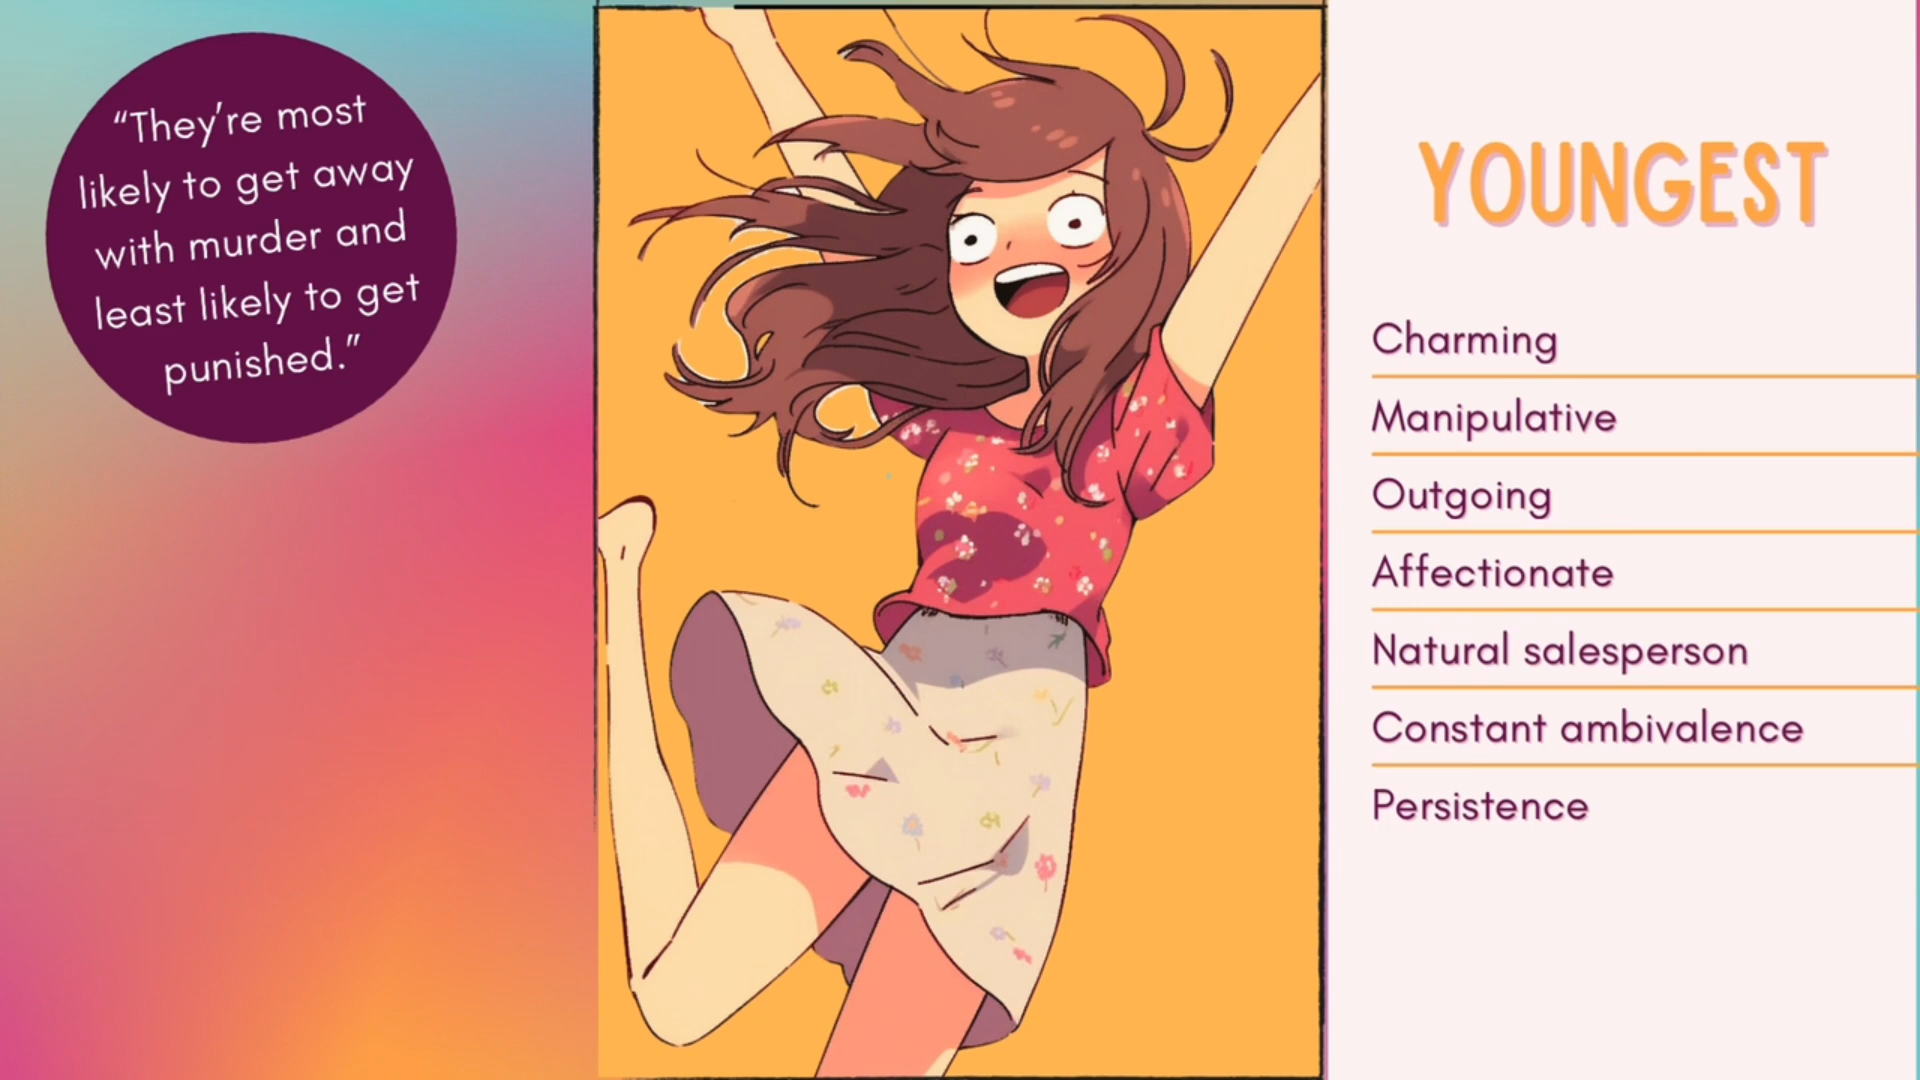 “They’re most
likely to get away
with murder and
least likely to get
punished.”
YOUNGEST
Charming
Manipulative
Outgoing
Affectionate
Natural salesperson
Constant ambivalence
Persistence